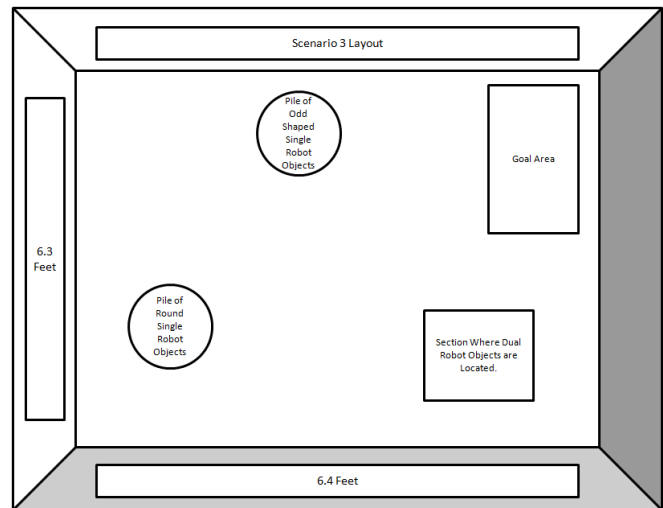 Scenario 3 Layout
Pile of
Odd
Shaped
Single
Robot
Objects
Goal Area
6.3
Feet
Pile of
Round
Single
Robot
Objects
Section Where Dual
Robot Objects are
Located.
6.4 Feet